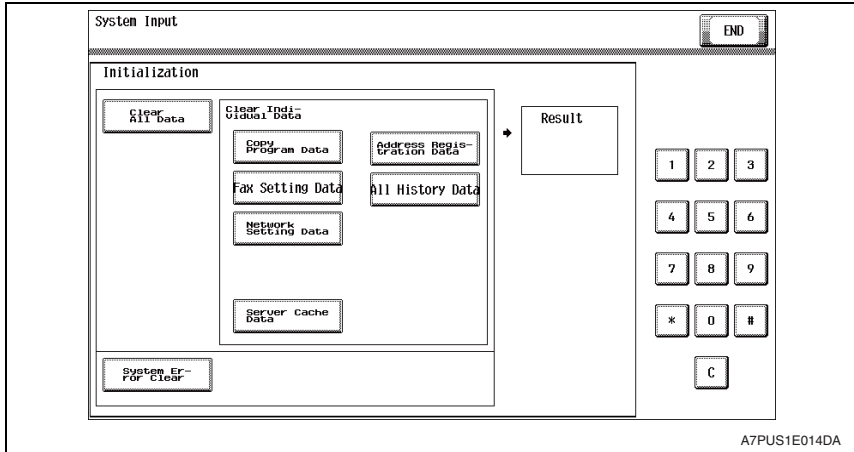 System Input
END
Initialization
Clear
All Data
Clear Indi-
vidual Data
Copy
Program Data
Address Regis-
tration Data
Fax Setting Data
All History Data
Network
Setting Data
Server Cache
Data
System Er-
ror Clear
Result
1 2 3
4 5 6
7 8 9
* 0 #
C
A7PUS1E014DA